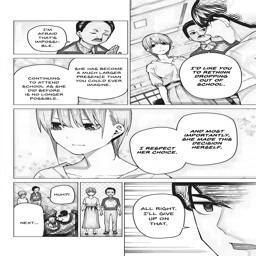 I'D LIKE YOU
TO RETHINK
DROPPING
OUT OF
SCHOOL.
I'M
AFRAID
THAT'S
IMPOSSI-
BLE.
SHE HAS BECOME
A MUCH LARGER
PRESENCE THAN
YOU COULD EVER
IMAGINE.
CONTINUING
TO ATTEND
SCHOOL AS SHE
DID BEFORE
IS NO LONGER
POSSIBLE.
AND MOST
IMPORTANTLY,
SHE MADE THIS
DECISION
HERSELF.
I RESPECT
HER CHOICE.
ALL RIGHT.
I'LL GIVE
UP ON
THAT.
HUH?!
NEXT...